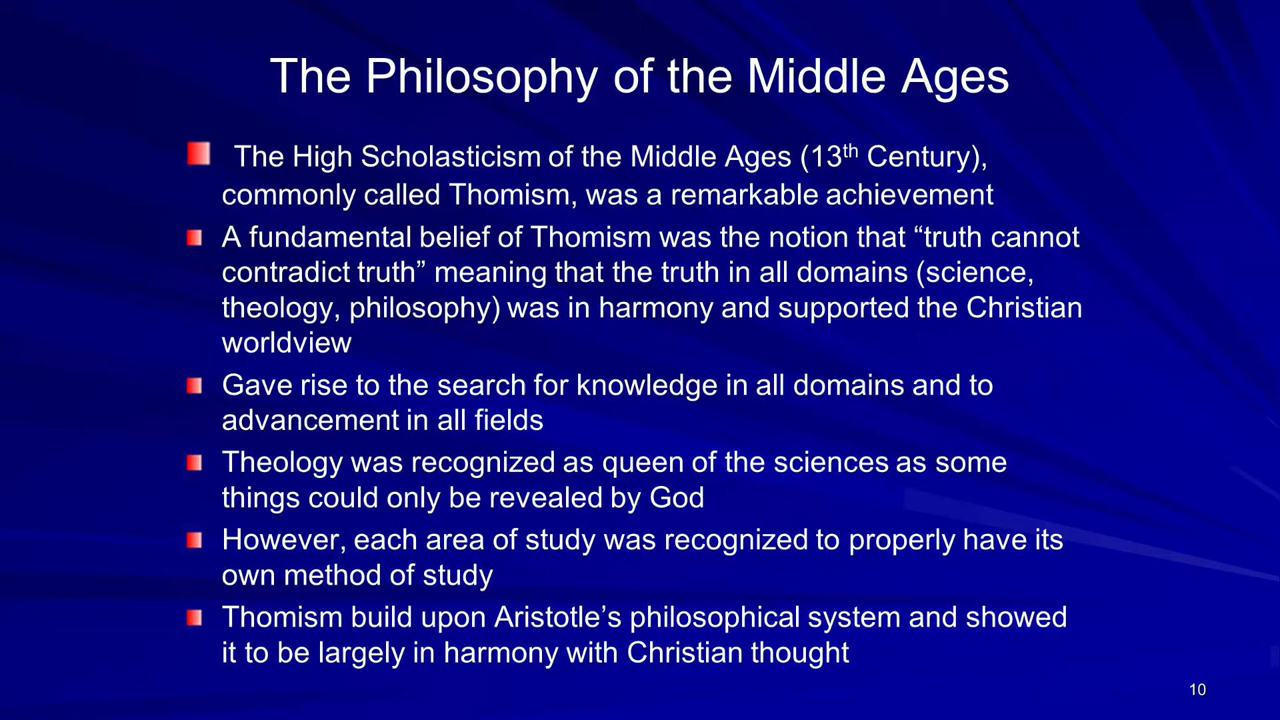 The Philosophy of the Middle Ages
The High Scholasticism of the Middle Ages (13th Century),
commonly called Thomism, was a remarkable achievement
A fundamental belief of Thomism was the notion that “truth cannot
contradict truth” meaning that the truth in all domains (science,
theology, philosophy) was in harmony and supported the Christian
worldview
Gave rise to the search for knowledge in all domains and to
advancement in all fields
Theology was recognized as queen of the sciences as some
things could only be revealed by God
However, each area of study was recognized to properly have its
own method of study
Thomism build upon Aristotle’s philosophical system and showed
it to be largely in harmony with Christian thought
10